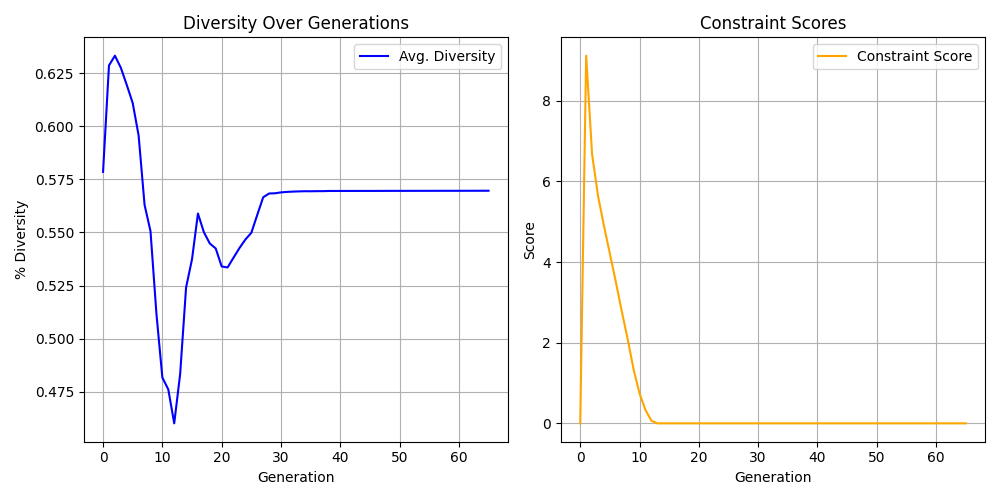 Diversity Over Generations
Avg. Diversity
% Diversity
0.625
0.600
0.575
0.550
0.525
0.500
0.475
0 10 20 30 40 50 60
Generation
Constraint Scores
Constraint Score
Score
8
6
4
2
0
0 10 20 30 40 50 60
Generation